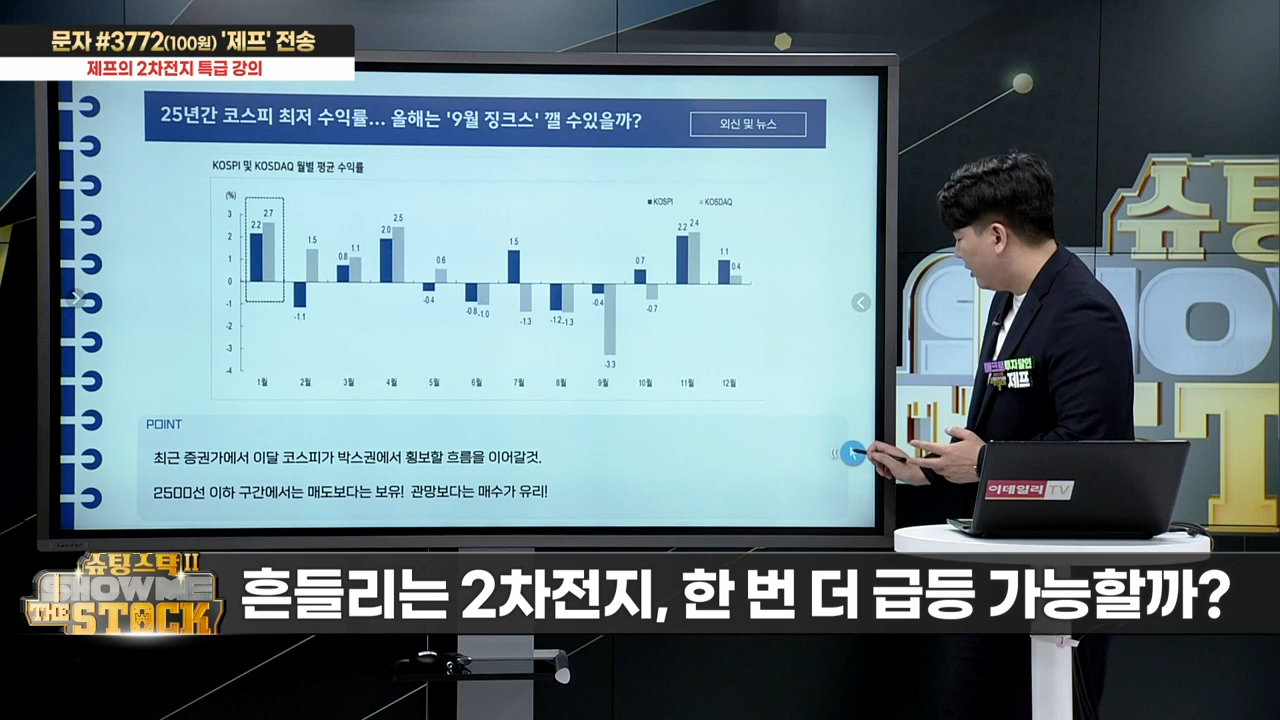 문자 #3772(100원) '제프' 전송
제프의 2차전지 특급 강의
25년간 코스피 최저 수익률... 올해는 '9월 징크스' 깰 수있을까?
외신 및 뉴스
KOSPI 및 KOSDAQ 월별 평균 수익률
(%)
■KOSPI ■KOSDAQ
3
2
1
0
-1
-2
-3
-4
2.2 2.7
-1.1 1.5
0.8 1.1
2.0 2.5
-0.4 0.6
-0.8 -1.0
1.5 -1.3
-1.2 -1.3
-0.4 -3.3
0.7 -0.7
2.2 2.4
1.1 0.4
1월 2월 3월 4월 5월 6월 7월 8월 9월 10월 11월 12월
POINT
최근 증권가에서 이달 코스피가 박스권에서 횡보할 흐름을 이어갈것.
2500선 이하 구간에서는 매도보다는 보유! 관망보다는 매수가 유리!
슈팅
투자달인
제프
이데일리TV
슈팅스탁II
SHOW ME
THE STOCK
흔들리는 2차전지, 한 번 더 급등 가능할까?